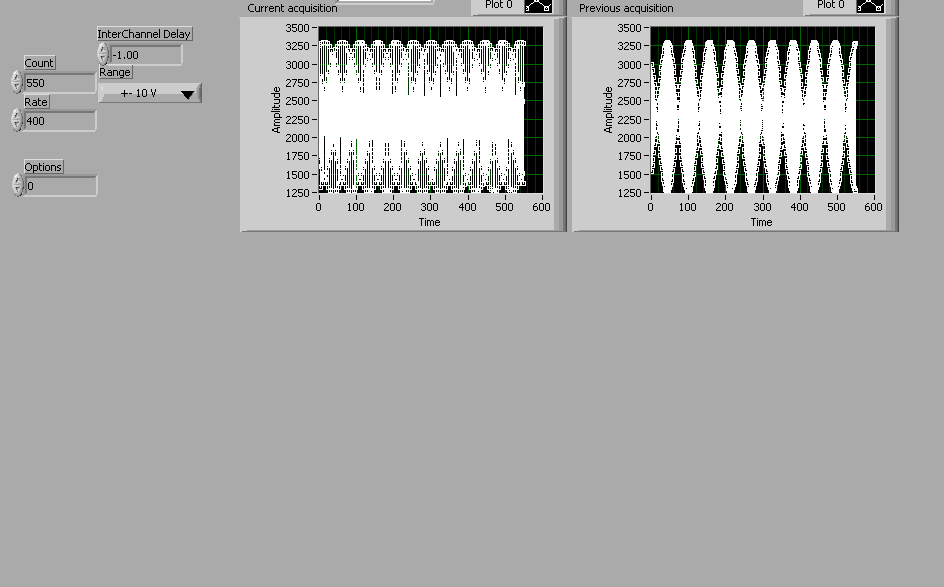 Current acquisition
Plot 0
Previous acquisition
Plot 0
InterChannel Delay
-1.00
Count
550
Range
+- 10 V
Rate
400
Options
0
Amplitude
3500
3250
3000
2750
2500
2250
2000
1750
1500
1250
0 100 200 300 400 500 600
Time
Amplitude
3500
3250
3000
2750
2500
2250
2000
1750
1500
1250
0 100 200 300 400 500 600
Time